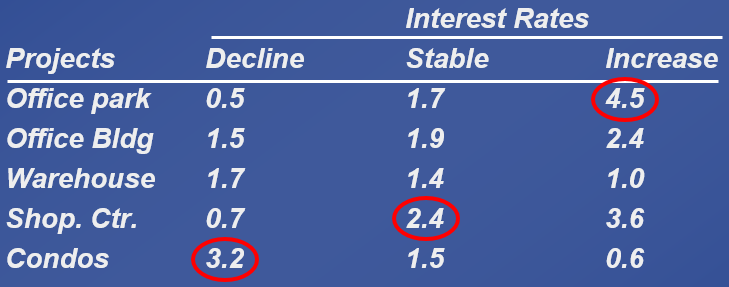 Interest Rates
Projects Decline Stable Increase
Office park 0.5 1.7 4.5
Office Bldg 1.5 1.9 2.4
Warehouse 1.7 1.4 1.0
Shop. Ctr. 0.7 2.4 3.6
Condos 3.2 1.5 0.6